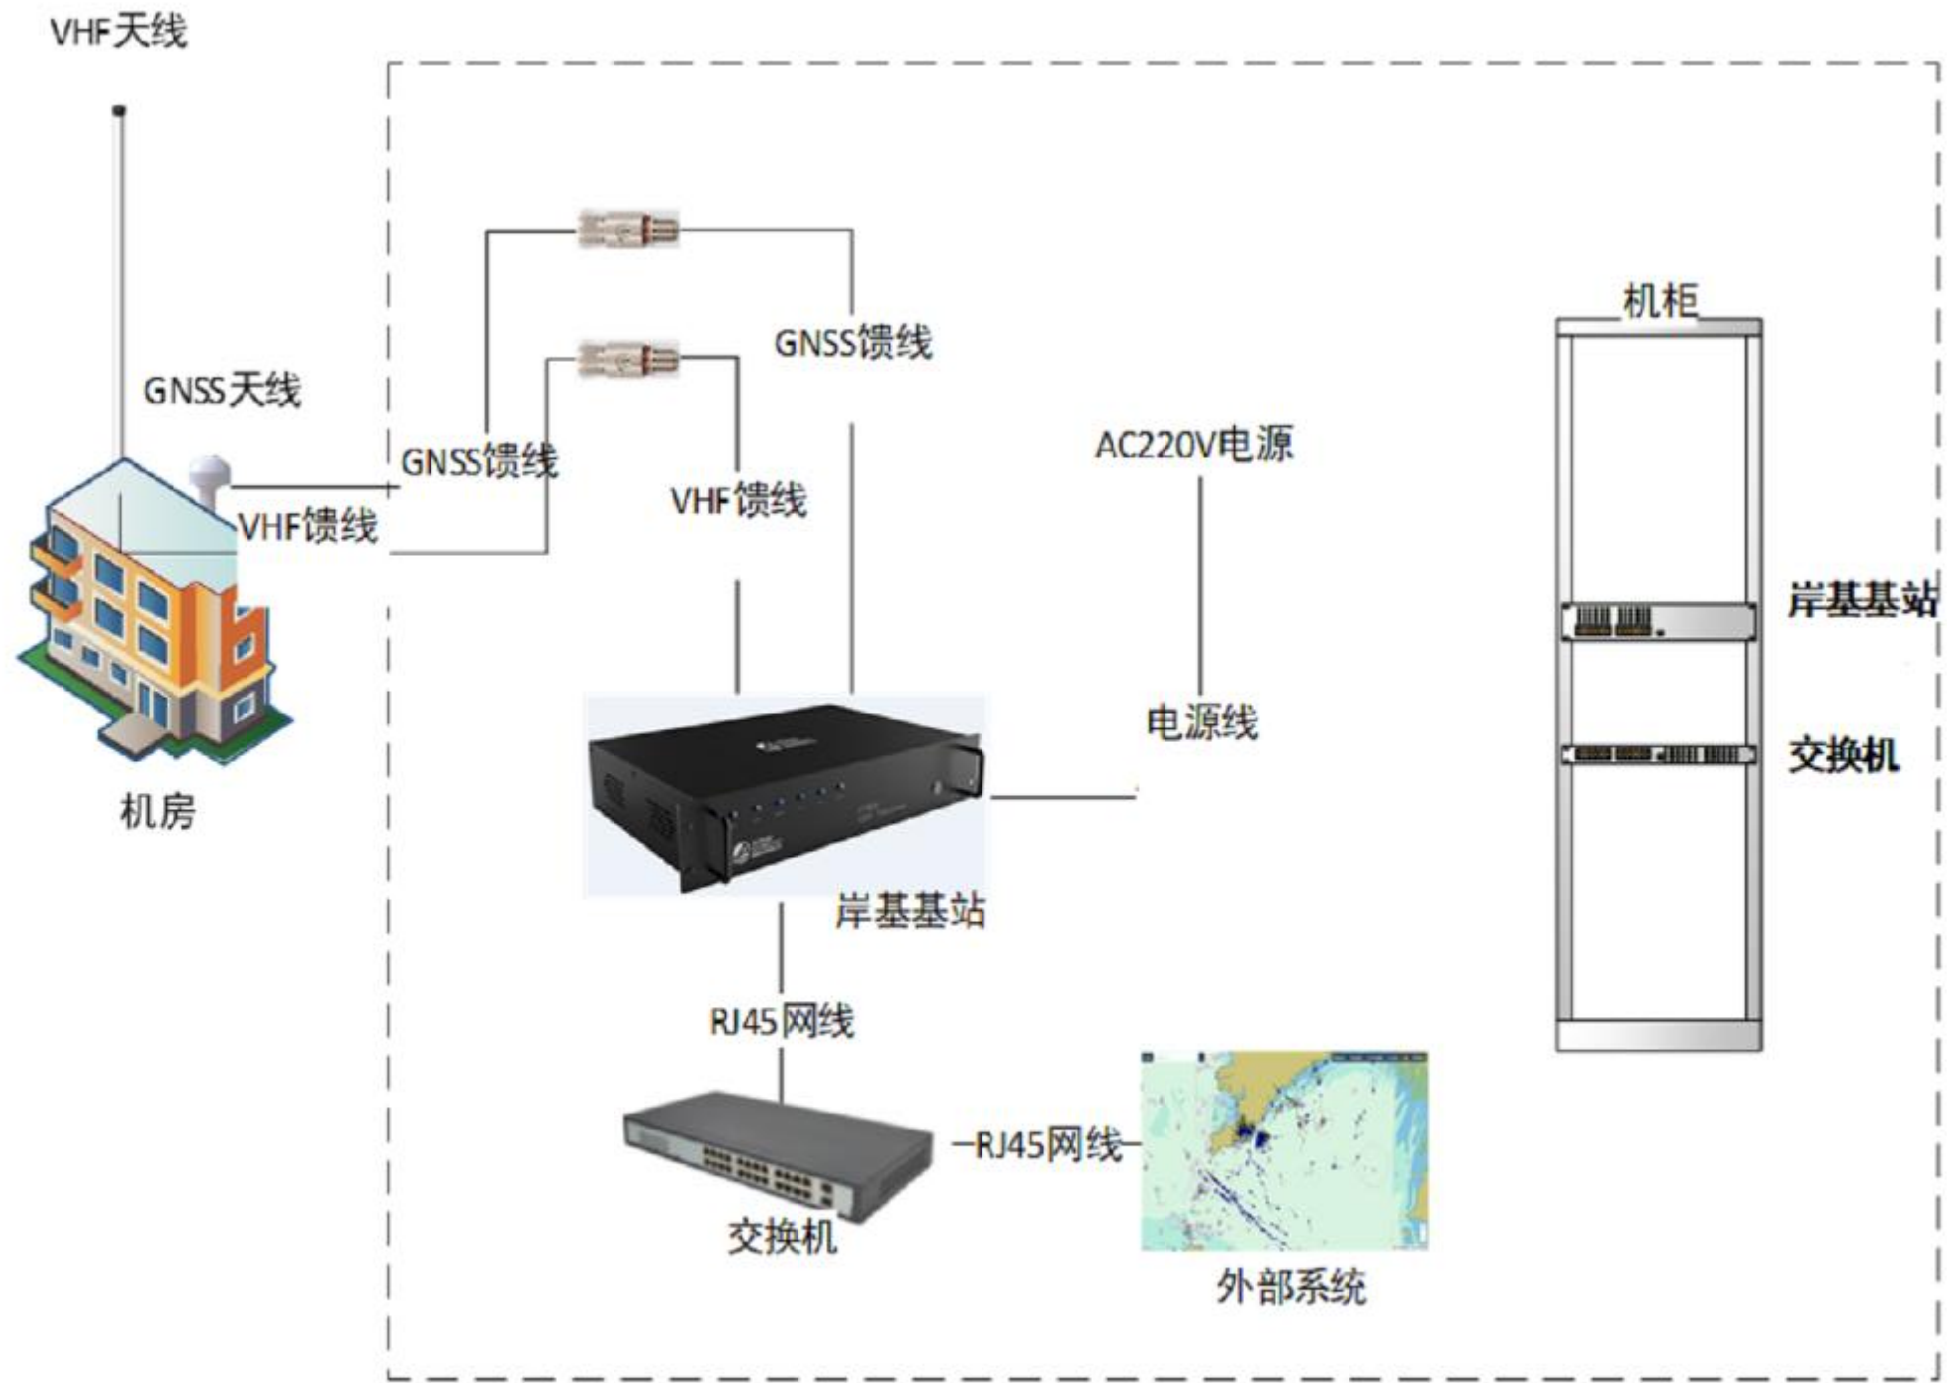 VHF天线
机柜
GNSS馈线
GNSS天线
AC220V电源
GNSS馈线
VHF馈线
VHF馈线
岸基基站
电源线
交换机
机房
岸基基站
RJ45网线
RJ45网线
交换机
外部系统